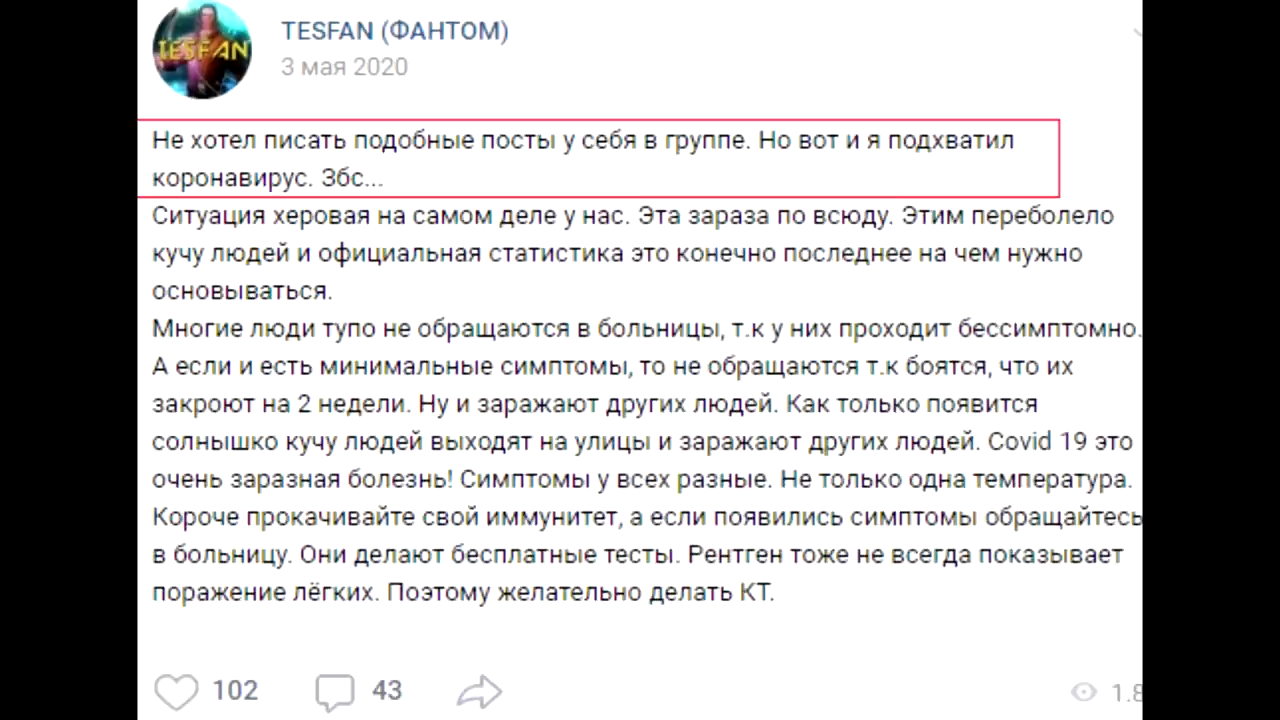 TESFAN
TESFAN (ФАНТОМ)
3 мая 2020
Не хотел писать подобные посты у себя в группе. Но вот и я подхватил
коронавирус. Збс...
Ситуация херовая на самом деле у нас. Эта зараза по всюду. Этим переболело
кучу людей и официальная статистика это конечно последнее на чем нужно
основываться.
Многие люди тупо не обращаются в больницы, т.к у них проходит бессимптомно.
А если и есть минимальные симптомы, то не обращаются т.к боятся, что их
закроют на 2 недели. Ну и заражают других людей. Как только появится
солнышко кучу людей выходят на улицы и заражают других людей. Covid 19 это
очень заразная болезнь! Симптомы у всех разные. Не только одна температура.
Короче прокачивайте свой иммунитет, а если появились симптомы обращайтесь
в больницу. Они делают бесплатные тесты. Рентген тоже не всегда показывает
поражение лёгких. Поэтому желательно делать КТ.
102 43 1.8